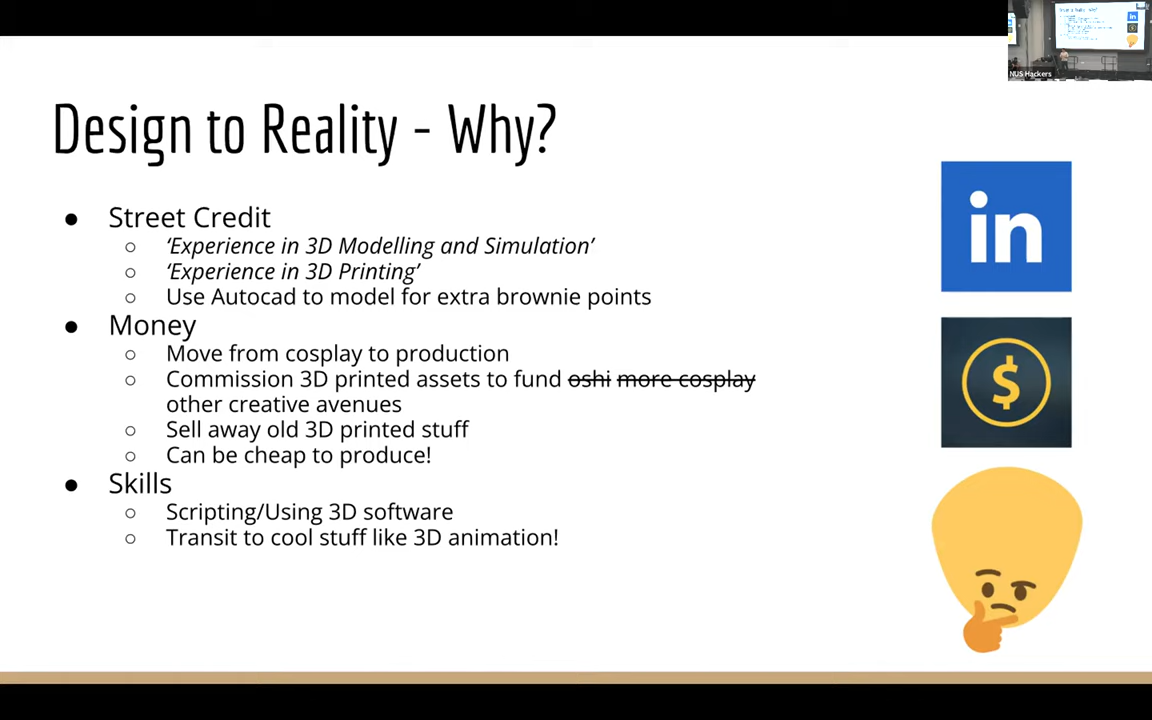 Design to Reality - Why?
● Street Credit
○ ‘Experience in 3D Modelling and Simulation’
○ ‘Experience in 3D Printing’
○ Use Autocad to model for extra brownie points
● Money
○ Move from cosplay to production
○ Commission 3D printed assets to fund oshi more cosplay
other creative avenues
○ Sell away old 3D printed stuff
○ Can be cheap to produce!
● Skills
○ Scripting/Using 3D software
○ Transit to cool stuff like 3D animation!
in
$
NUS Hackers